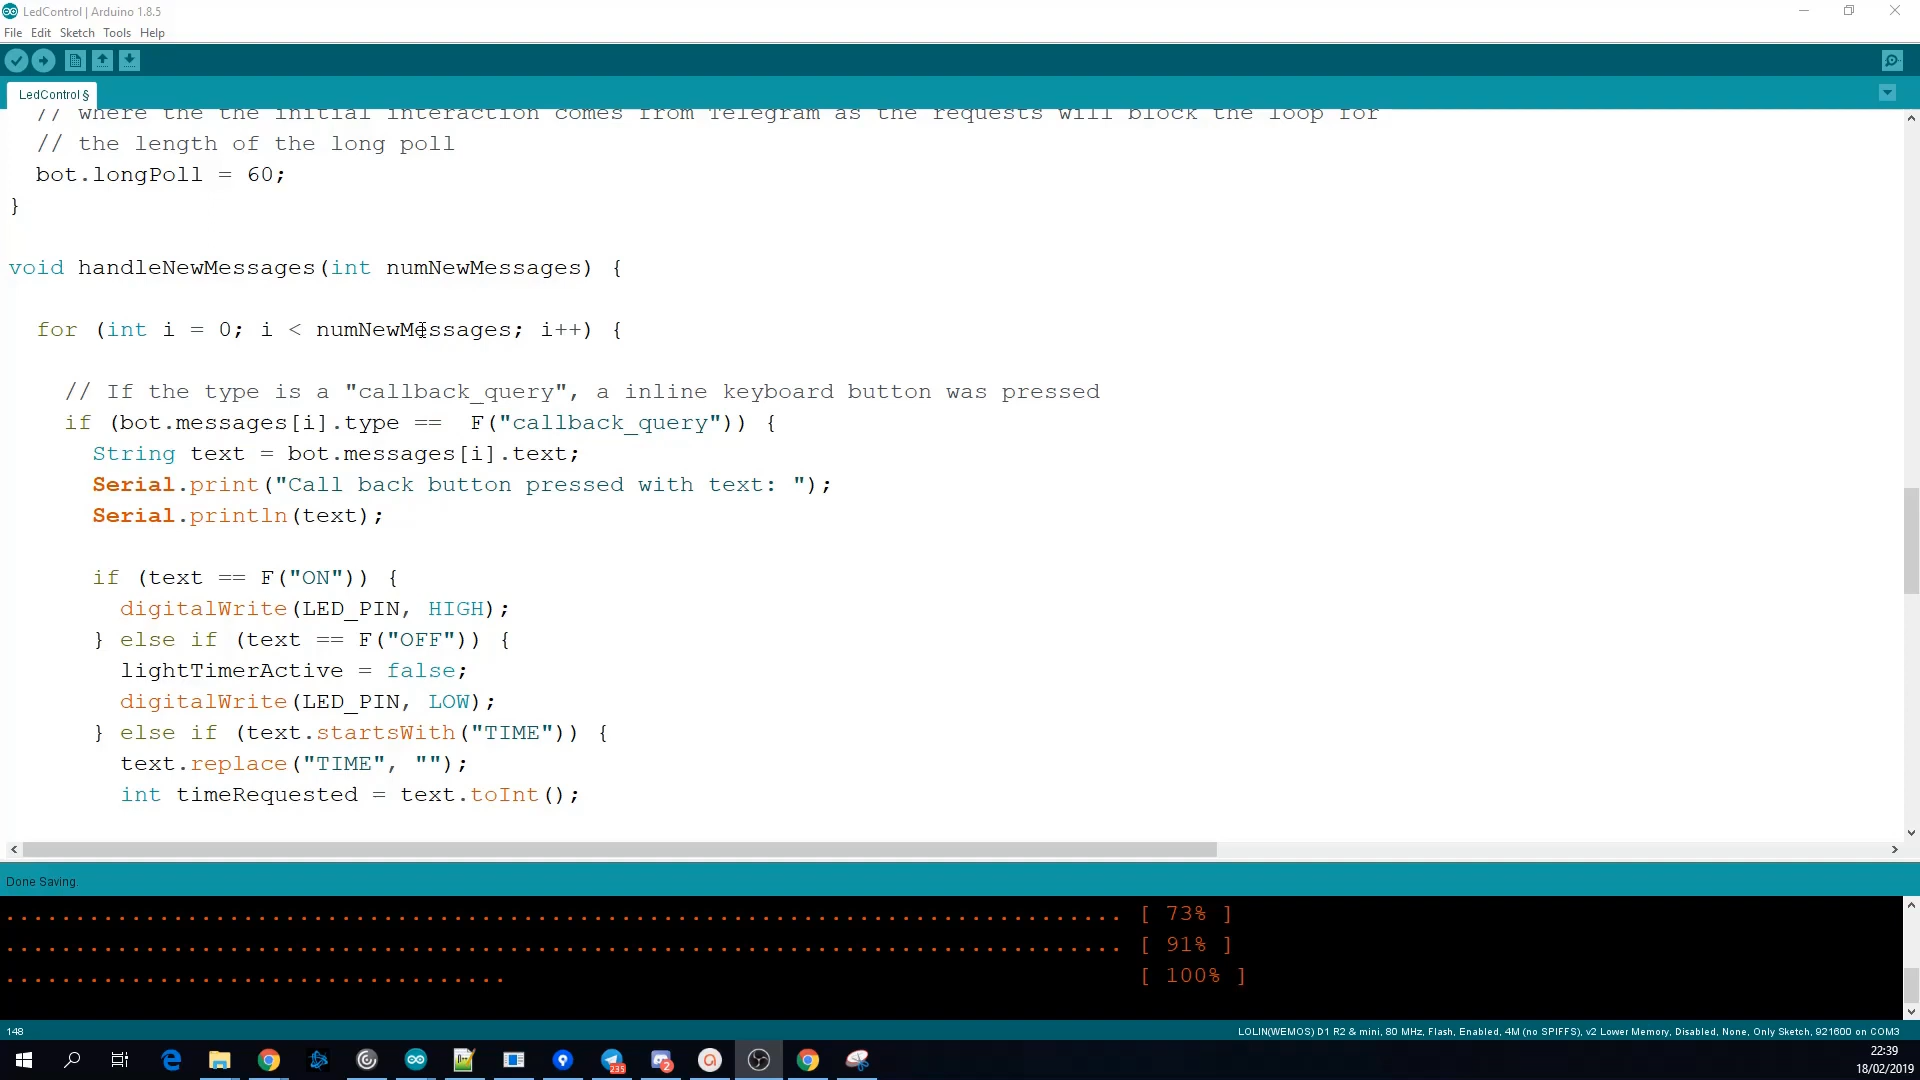 LedControl | Arduino 1.8.5
File Edit Sketch Tools Help
LedControl §
// where the the initial interaction comes from Telegram as the requests will block the loop for
// the length of the long poll
bot.longPoll = 60;
}
void handleNewMessages(int numNewMessages) {
for (int i = 0; i < numNewMessages; i++) {
// If the type is a "callback_query", a inline keyboard button was pressed
if (bot.messages[i].type ==  F("callback_query")) {
String text = bot.messages[i].text;
Serial.print("Call back button pressed with text: ");
Serial.println(text);
if (text == F("ON")) {
digitalWrite(LED_PIN, HIGH);
} else if (text == F("OFF")) {
lightTimerActive = false;
digitalWrite(LED_PIN, LOW);
} else if (text.startsWith("TIME")) {
text.replace("TIME", "");
int timeRequested = text.toInt();
Done Saving.
................................................................................ [ 73% ]
................................................................................ [ 91% ]
.................................... [ 100% ]
148
LOLIN(WEMOS) D1 R2 & mini, 80 MHz, Flash, Enabled, 4M (no SPIFFS), v2 Lower Memory, Disabled, None, Only Sketch, 921600 on COM3
235
2
22:39
18/02/2019